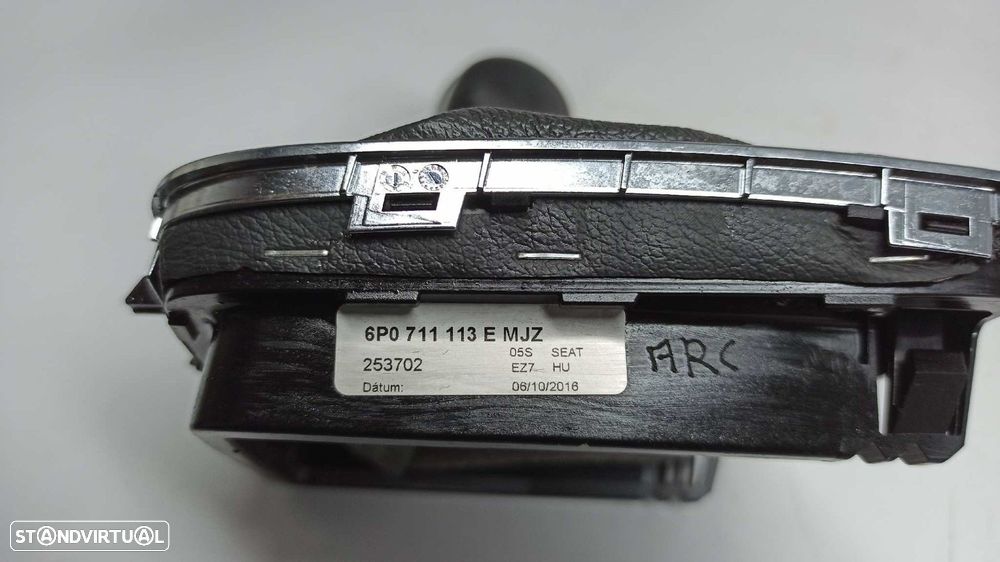 6P0 711 113 E MJZ
253702 05S SEAT
EZ7 HU
Dátum: 06/10/2016
ARC
STANDVIRTUAL